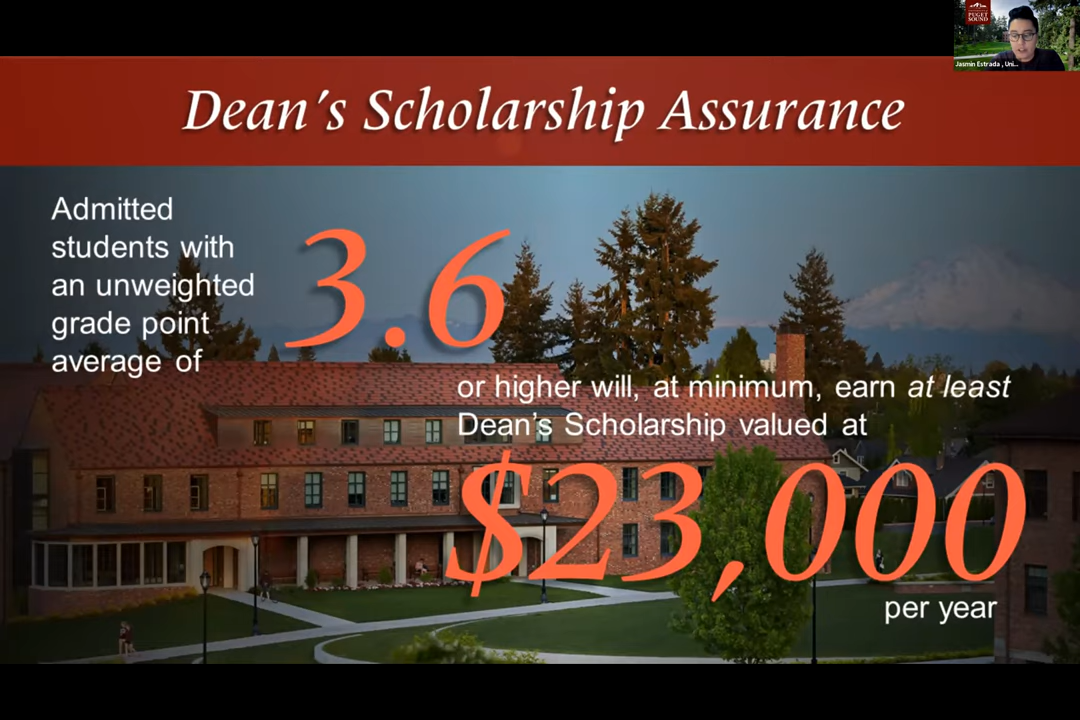 PUGET
SOUND
Jasmin Estrada , Uni...
Dean's Scholarship Assurance
Admitted
students with
an unweighted
grade point
average of
3.6
or higher will, at minimum, earn at least
Dean's Scholarship valued at
$23,000
per year